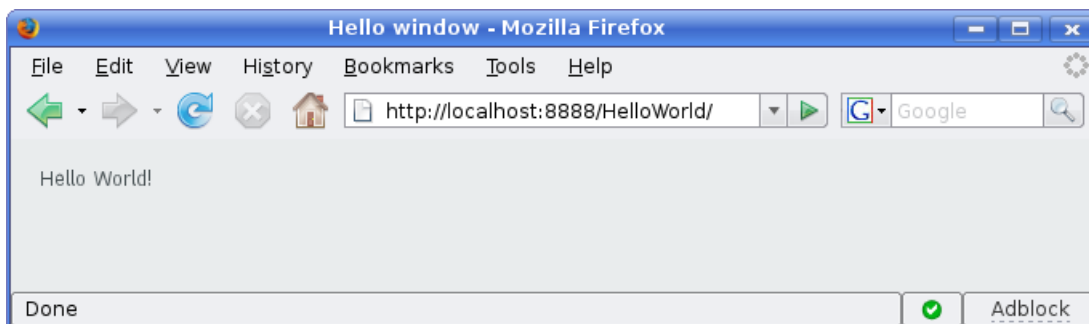 Hello window - Mozilla Firefox
File Edit View History Bookmarks Tools Help
http://localhost:8888/HelloWorld/ G Google
Hello World!
Done Adblock